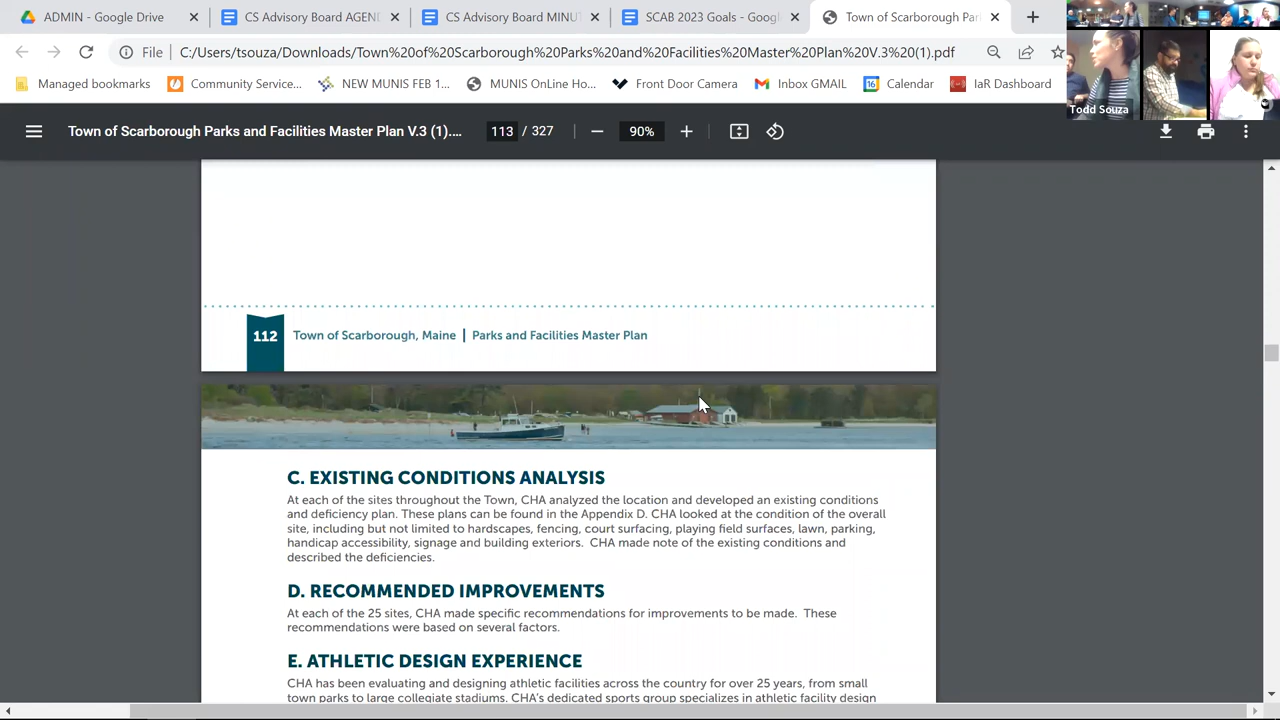 ADMIN - Google Drive
CS Advisory Board AGEN
CS Advisory Board MINUT
SCAB 2023 Goals - Goog
Town of Scarborough Par
File C:/Users/tsouza/Downloads/Town%20of%20Scarborough%20Parks%20and%20Facilities%20Master%20Plan%20V.3%20(1).pdf
Managed bookmarks
Community Service...
NEW MUNIS FEB 1...
MUNIS OnLine Ho...
Front Door Camera
Inbox GMAIL
16 Calendar
IaR Dashboard
Todd Souza
Town of Scarborough Parks and Facilities Master Plan V.3 (1)....
113 / 327
90%
112 Town of Scarborough, Maine | Parks and Facilities Master Plan
C. EXISTING CONDITIONS ANALYSIS
At each of the sites throughout the Town, CHA analyzed the location and developed an existing conditions
and deficiency plan. These plans can be found in the Appendix D. CHA looked at the condition of the overall
site, including but not limited to hardscapes, fencing, court surfacing, playing field surfaces, lawn, parking,
handicap accessibility, signage and building exteriors. CHA made note of the existing conditions and
described the deficiencies.
D. RECOMMENDED IMPROVEMENTS
At each of the 25 sites, CHA made specific recommendations for improvements to be made. These
recommendations were based on several factors.
E. ATHLETIC DESIGN EXPERIENCE
CHA has been evaluating and designing athletic facilities across the country for over 25 years, from small
town parks to large collegiate stadiums. CHA's dedicated sports group specializes in athletic facility design